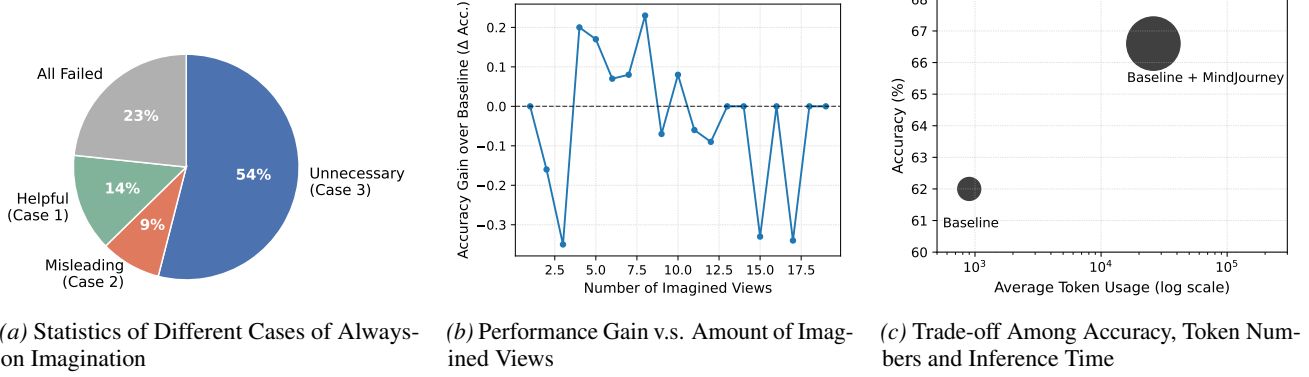 All Failed
23%
54%
14%
9%
Unnecessary
(Case 3)
Helpful
(Case 1)
Misleading
(Case 2)
(a) Statistics of Different Cases of Always-
on Imagination
Accuracy Gain over Baseline (Δ Acc.)
0.2
0.1
0.0
−0.1
−0.2
−0.3
2.5 5.0 7.5 10.0 12.5 15.0 17.5
Number of Imagined Views
(b) Performance Gain v.s. Amount of Imag-
ined Views
Accuracy (%)
68
67
66
65
64
63
62
61
60
Baseline + MindJourney
Baseline
10³ 10⁴ 10⁵
Average Token Usage (log scale)
(c) Trade-off Among Accuracy, Token Num-
bers and Inference Time